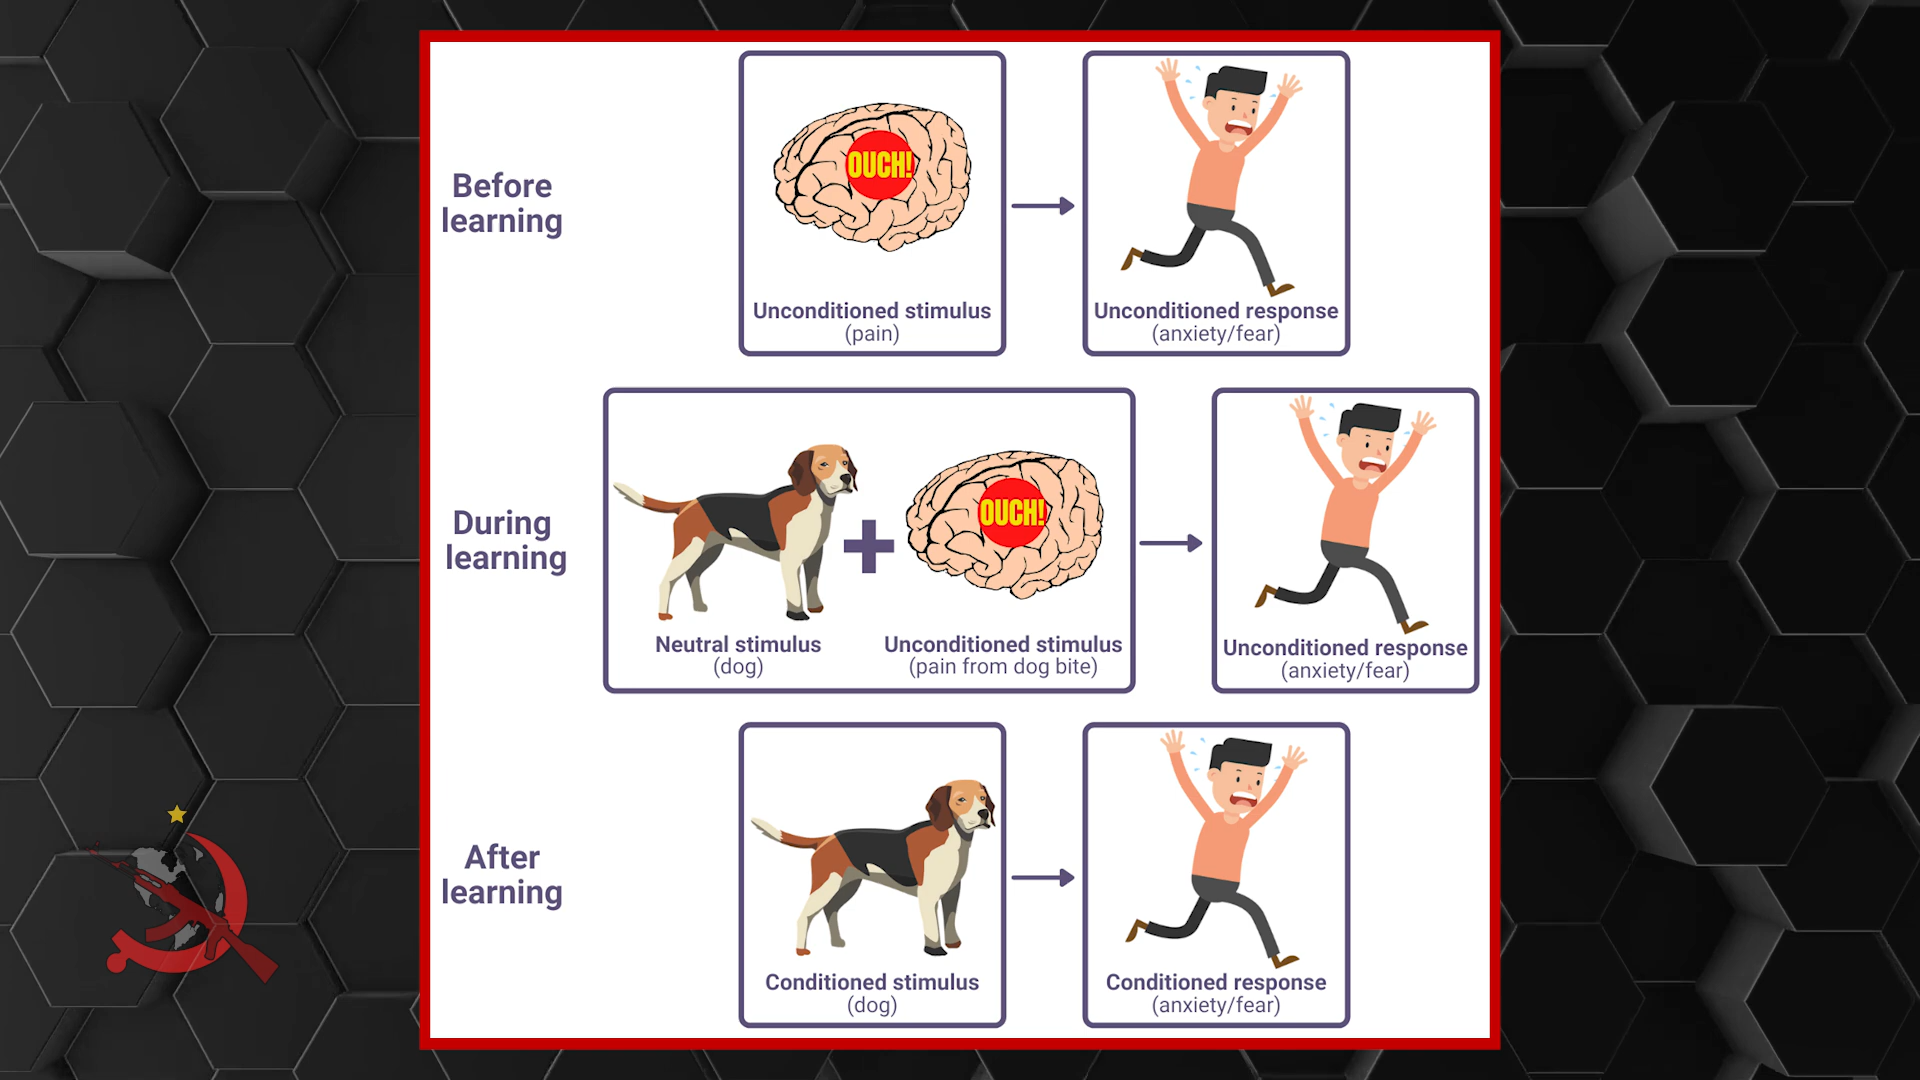 Before
learning
OUCH!
Unconditioned stimulus
(pain)
Unconditioned response
(anxiety/fear)
During
learning
OUCH!
Neutral stimulus
(dog)
Unconditioned stimulus
(pain from dog bite)
Unconditioned response
(anxiety/fear)
After
learning
Conditioned stimulus
(dog)
Conditioned response
(anxiety/fear)